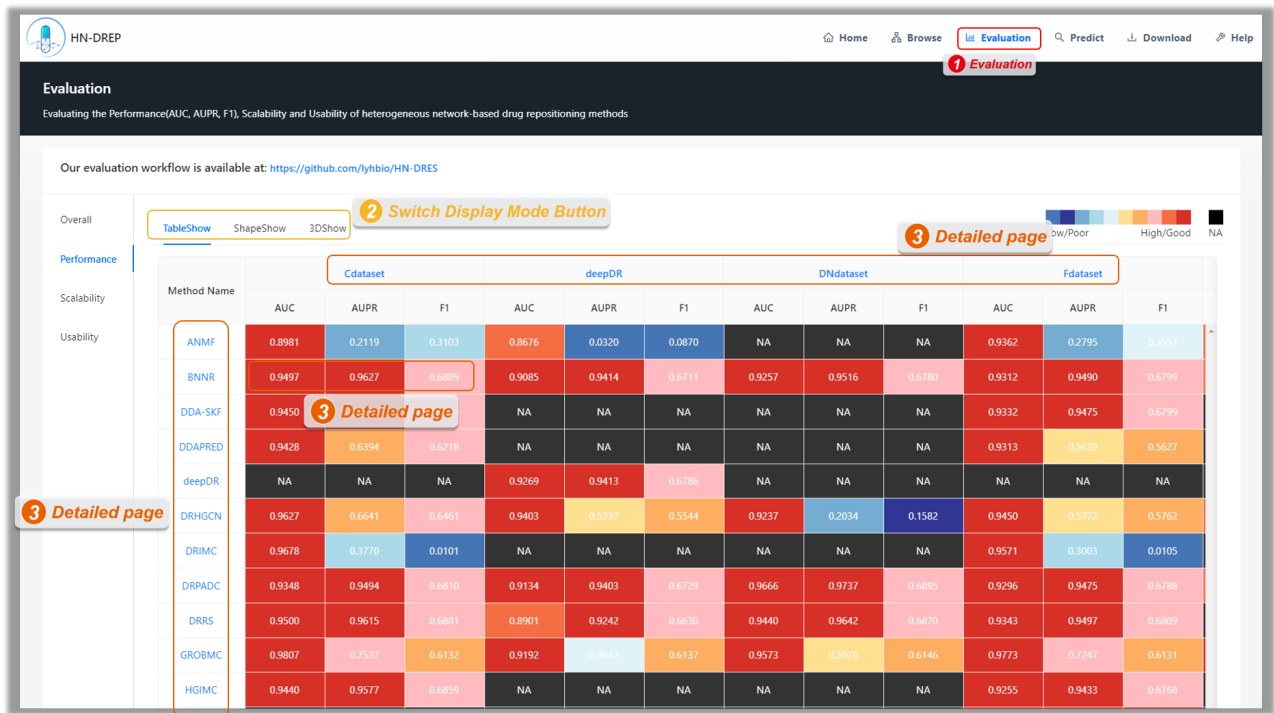 HN-DREP
Home Browse Evaluation Predict Download Help
1 Evaluation
Evaluation
Evaluating the Performance(AUC, AUPR, F1), Scalability and Usability of heterogeneous network-based drug repositioning methods
Our evaluation workflow is available at: https://github.com/lyhbio/HN-DRES
Overall
Performance
Scalability
Usability
2 Switch Display Mode Button
TableShow ShapeShow 3DShow
3 Detailed page
ow/Poor High/Good NA
Method Name Cdataset deepDR DNdataset Fdataset
AUC AUPR F1 AUC AUPR F1 AUC AUPR F1 AUC AUPR F1
ANMF 0.8981 0.2119 0.3103 0.8676 0.0320 0.0870 NA NA NA 0.9362 0.2795 0.3557
BNNR 0.9497 0.9627 0.6889 0.9085 0.9414 0.6711 0.9257 0.9516 0.6780 0.9312 0.9490 0.6799
DDA-SKF 0.9450 NA NA NA NA NA NA 0.9332 0.9475 0.6799
3 Detailed page
DDAPRED 0.9428 0.6394 0.6218 NA NA NA NA NA NA 0.9313 0.5639 0.5627
deepDR NA NA NA 0.9269 0.9413 0.6786 NA NA NA NA NA NA
3 Detailed page
DRHGCN 0.9627 0.6641 0.6461 0.9403 0.5337 0.5544 0.9237 0.2034 0.1582 0.9450 0.5772 0.5762
DRIMC 0.9678 0.3770 0.0101 NA NA NA NA NA NA 0.9571 0.3003 0.0105
DRPADC 0.9348 0.9494 0.6810 0.9134 0.9403 0.6729 0.9666 0.9737 0.6895 0.9296 0.9475 0.6788
DRRS 0.9500 0.9615 0.6881 0.8901 0.9242 0.6630 0.9440 0.9642 0.6870 0.9343 0.9497 0.6809
GROBMC 0.9807 0.7537 0.6132 0.9192 0.4042 0.6137 0.9573 0.5076 0.6146 0.9773 0.7247 0.6131
HGIMC 0.9440 0.9577 0.6859 NA NA NA NA NA NA 0.9255 0.9433 0.6768